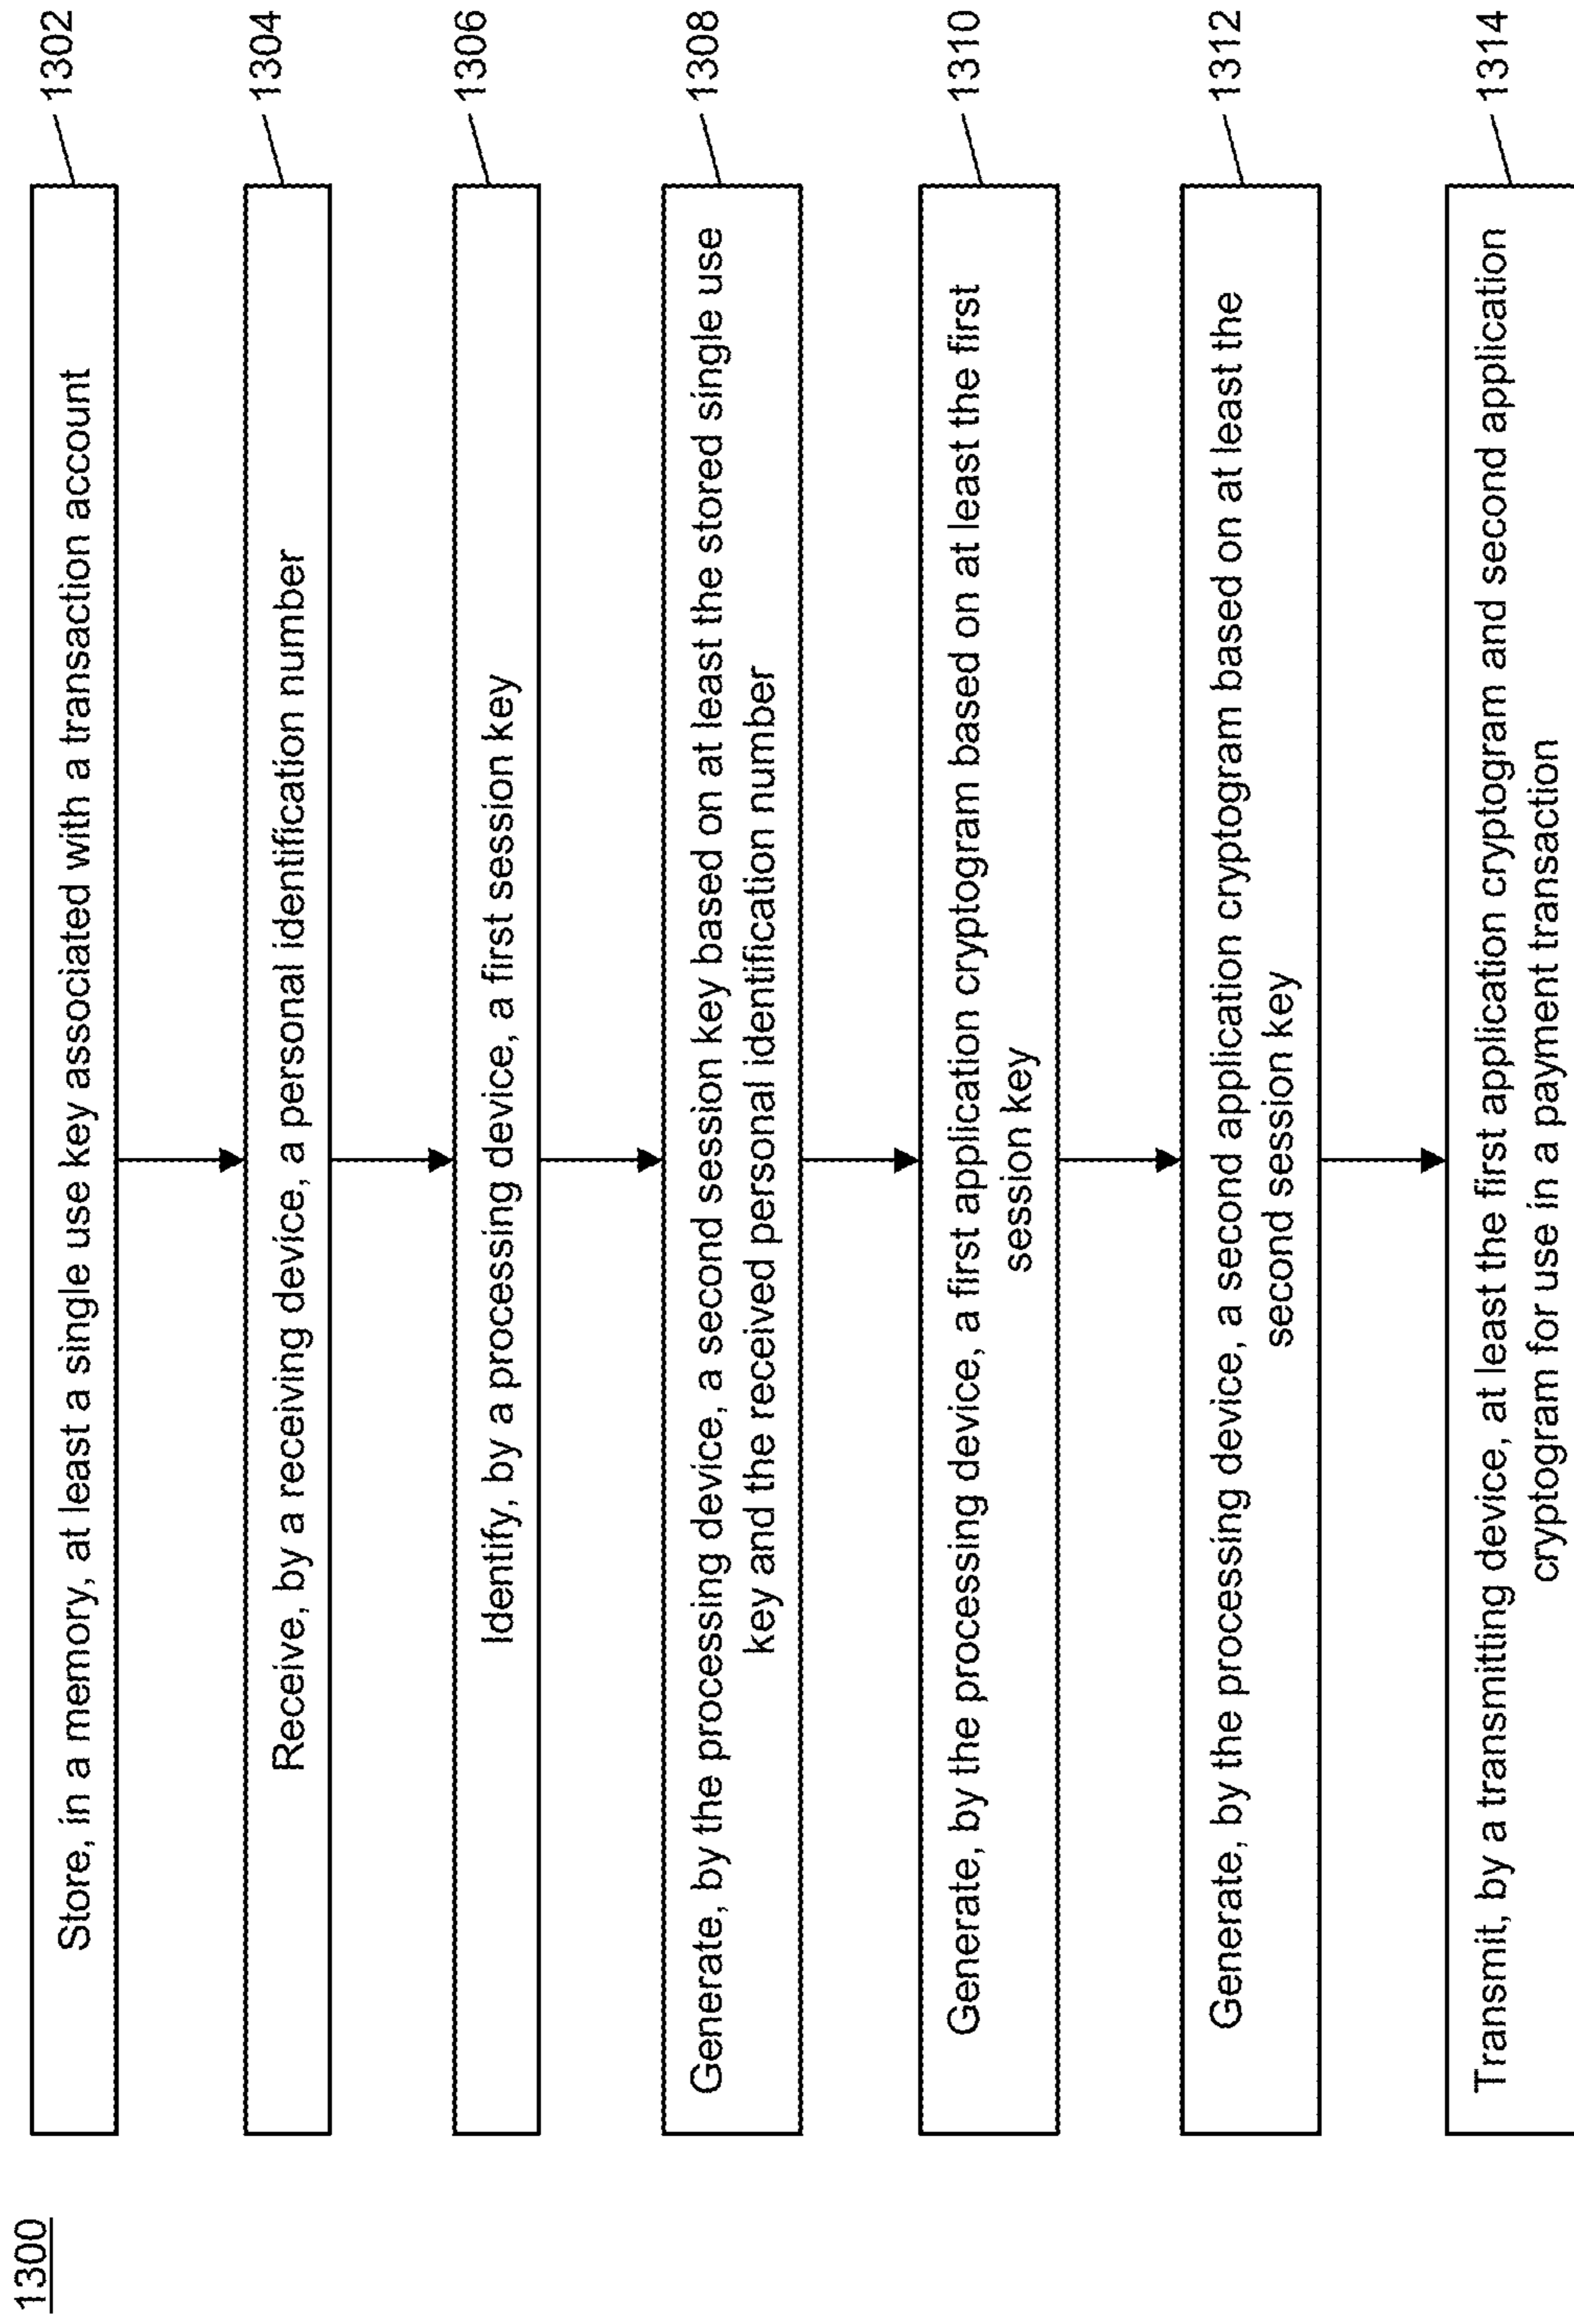 1300
Store, in a memory, at least a single use key associated with a transaction account
1302
Receive, by a receiving device, a personal identification number
1304
Identify, by a processing device, a first session key
1306
Generate, by the processing device, a second session key based on at least the stored single use
key and the received personal identification number
1308
Generate, by the processing device, a first application cryptogram based on at least the first
session key
1310
Generate, by the processing device, a second application cryptogram based on at least the
second session key
1312
Transmit, by a transmitting device, at least the first application cryptogram and second application
cryptogram for use in a payment transaction
1314